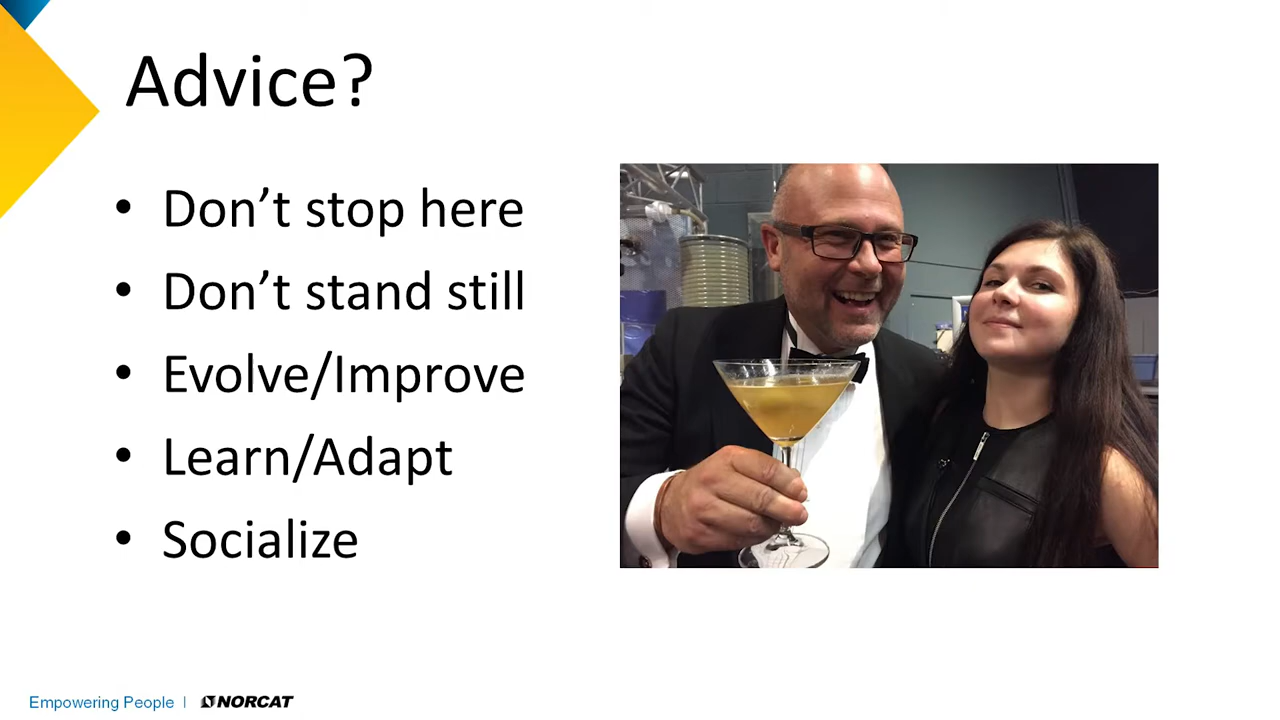 Advice?
• Don’t stop here
• Don’t stand still
• Evolve/Improve
• Learn/Adapt
• Socialize
Empowering People | NORCAT